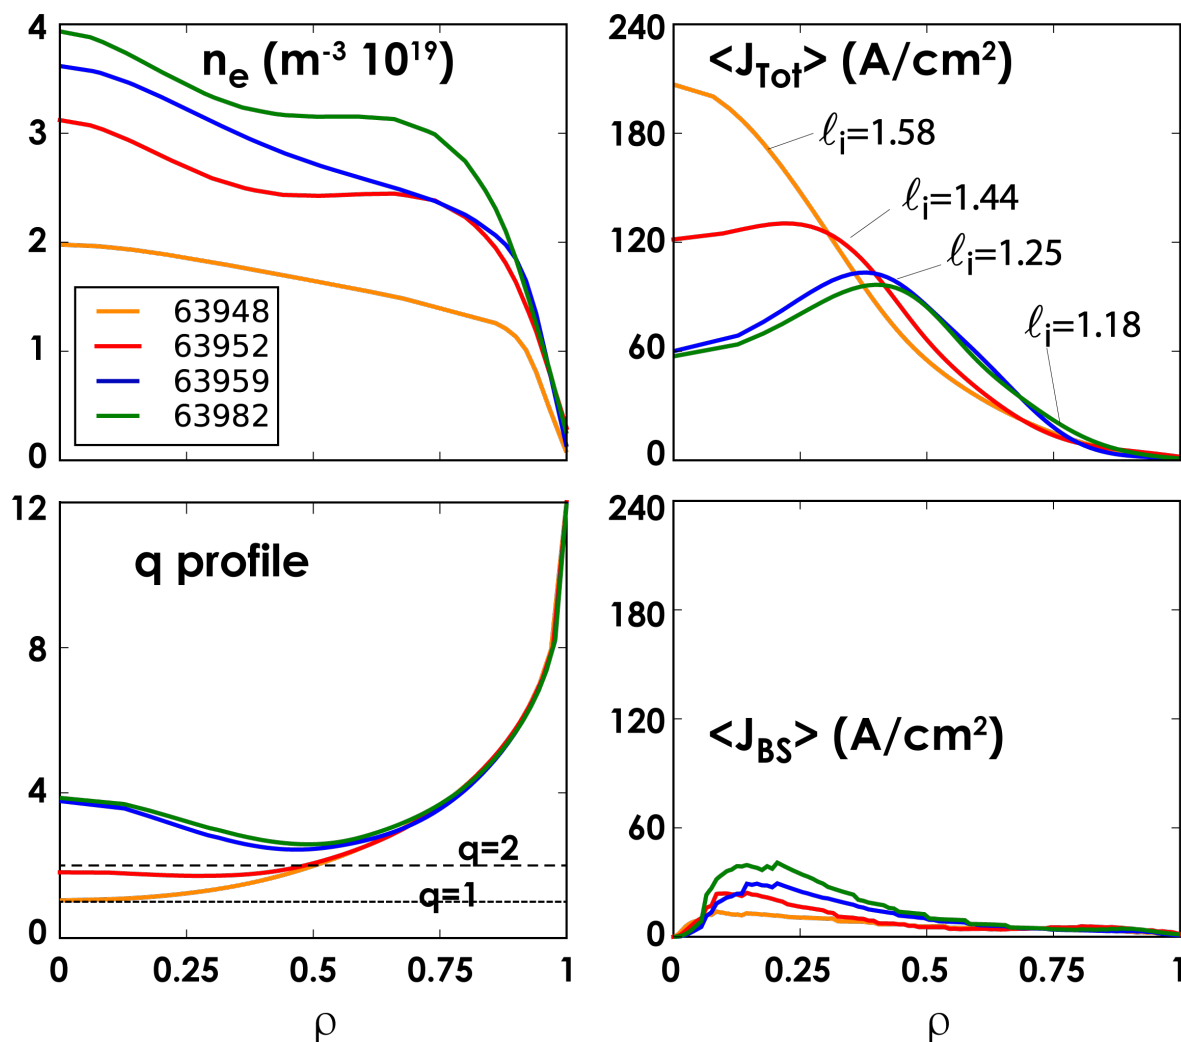 n_e (m^-3 10^19)
4
3
2
1
0
63948
63952
63959
63982
<J_Tot> (A/cm²)
240
180
120
60
0
ℓ_i=1.58
ℓ_i=1.44
ℓ_i=1.25
ℓ_i=1.18
q profile
12
8
4
0
q=2
q=1
0 0.25 0.5 0.75 1
ρ
<J_BS> (A/cm²)
240
180
120
60
0
0 0.25 0.5 0.75 1
ρ